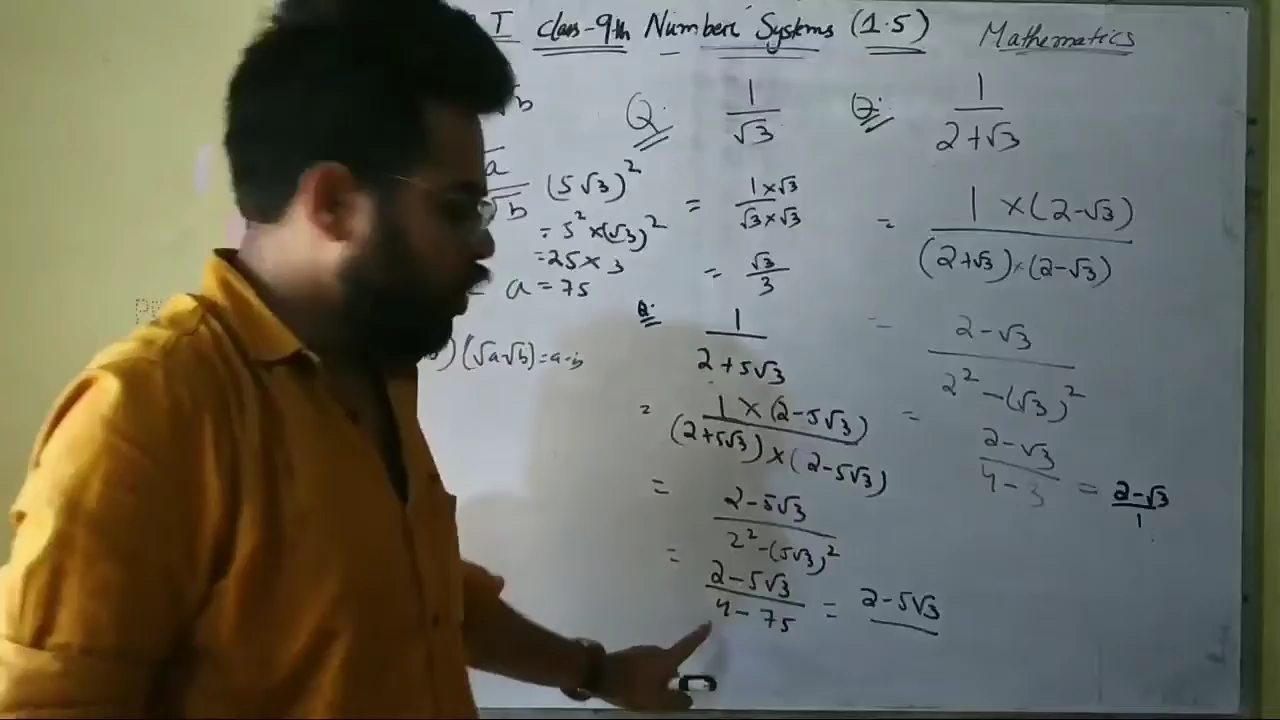 I Class-9th Number Systems (1.5) Mathematics
√b
Q: 1/√3
= (1×√3)/(√3×√3)
= √3/3
a/√b
(5√3)²
= 5²×(√3)²
=25×3
a = 75
)(√a-√b)=a-b
Q: 1/(2+5√3)
= (1×(2-5√3))/((2+5√3)×(2-5√3))
= (2-5√3)/(2²-(5√3)²)
= (2-5√3)/(4-75) = 2-5√3
Q: 1/(2+√3)
= (1×(2-√3))/((2+√3)×(2-√3))
= (2-√3)/(2²-(√3)²)
= (2-√3)/(4-3) = (2-√3)/1